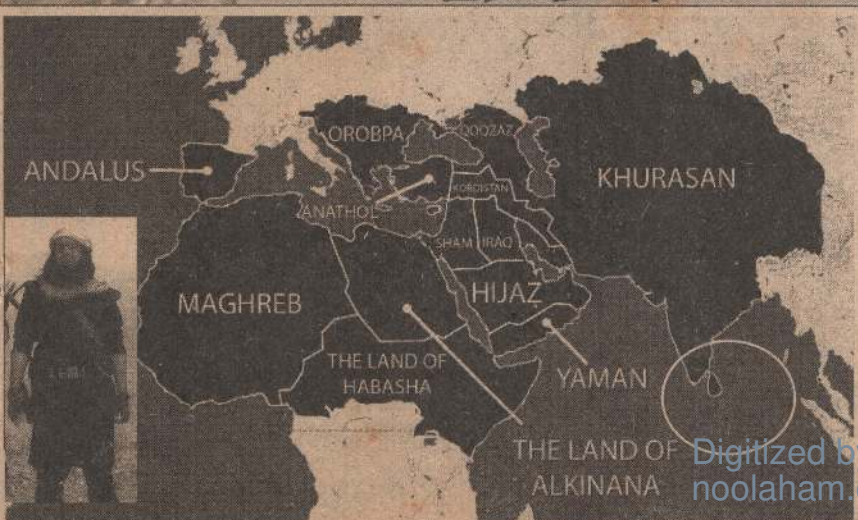 OROBPA
QOQZAZ
ANDALUS
KHURASAN
KORDISTAN
ANATHOL
SHAM
IRAQ
MAGHREB
HIJAZ
THE LAND OF
HABASHA
YAMAN
THE LAND OF
ALKINANA
Digitized b
noolaham.